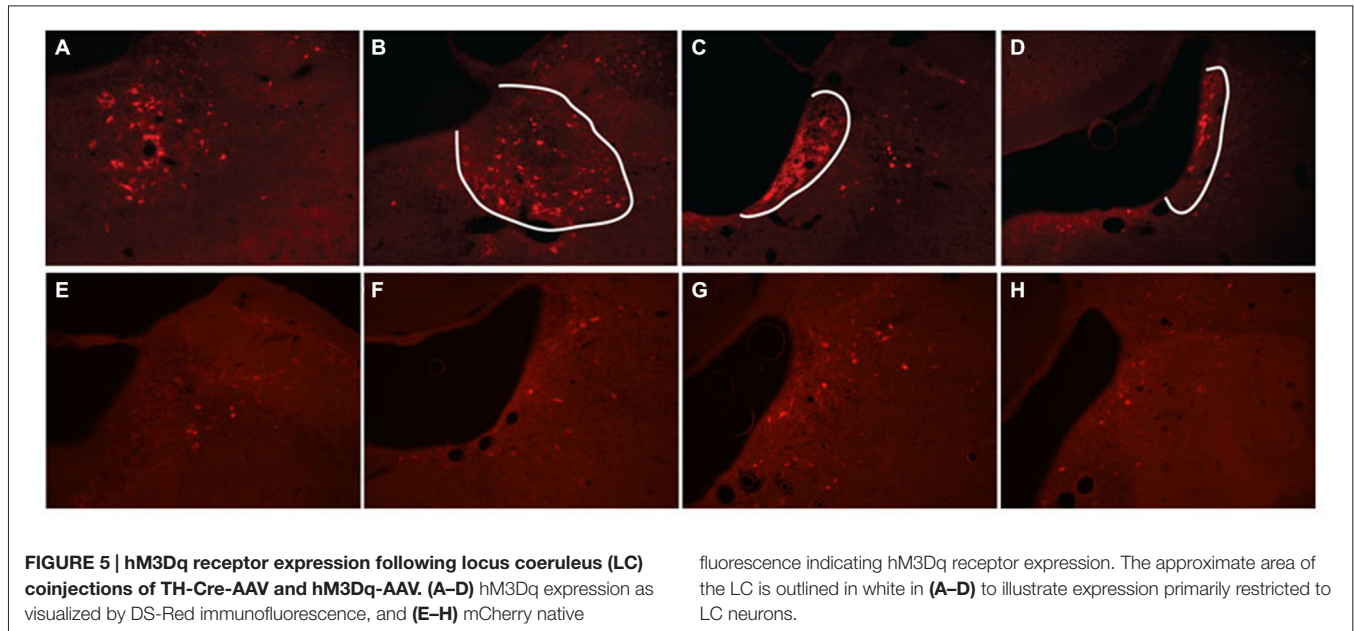 A
B
C
D
E
F
G
H
FIGURE 5 | hM3Dq receptor expression following locus coeruleus (LC)
coinjections of TH-Cre-AAV and hM3Dq-AAV. (A–D) hM3Dq expression as
visualized by DS-Red immunofluorescence, and (E–H) mCherry native
fluorescence indicating hM3Dq receptor expression. The approximate area of
the LC is outlined in white in (A–D) to illustrate expression primarily restricted to
LC neurons.